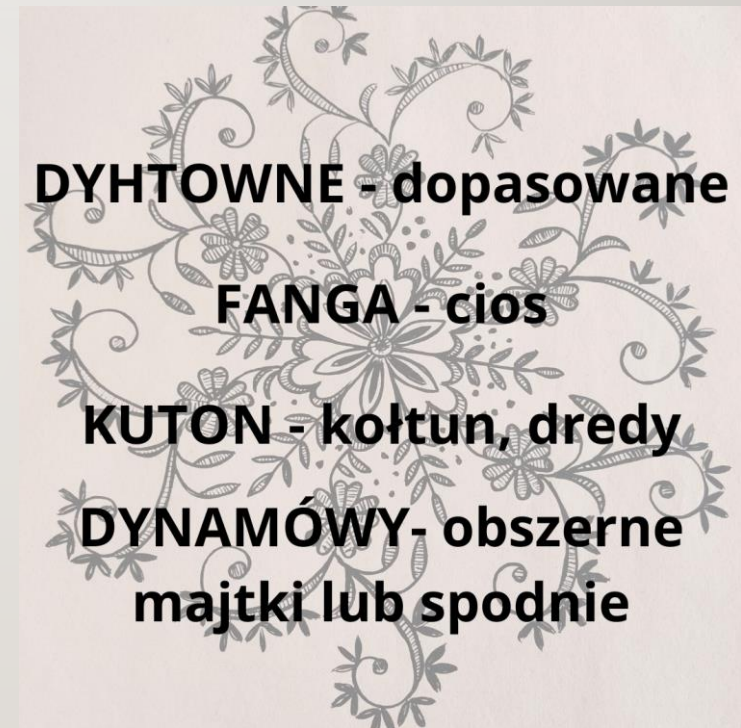 DYHTOWNE - dopasowane
FANGA - cios
KUTON - kołtun, dredy
DYNAMÓWY- obszerne
majtki lub spodnie